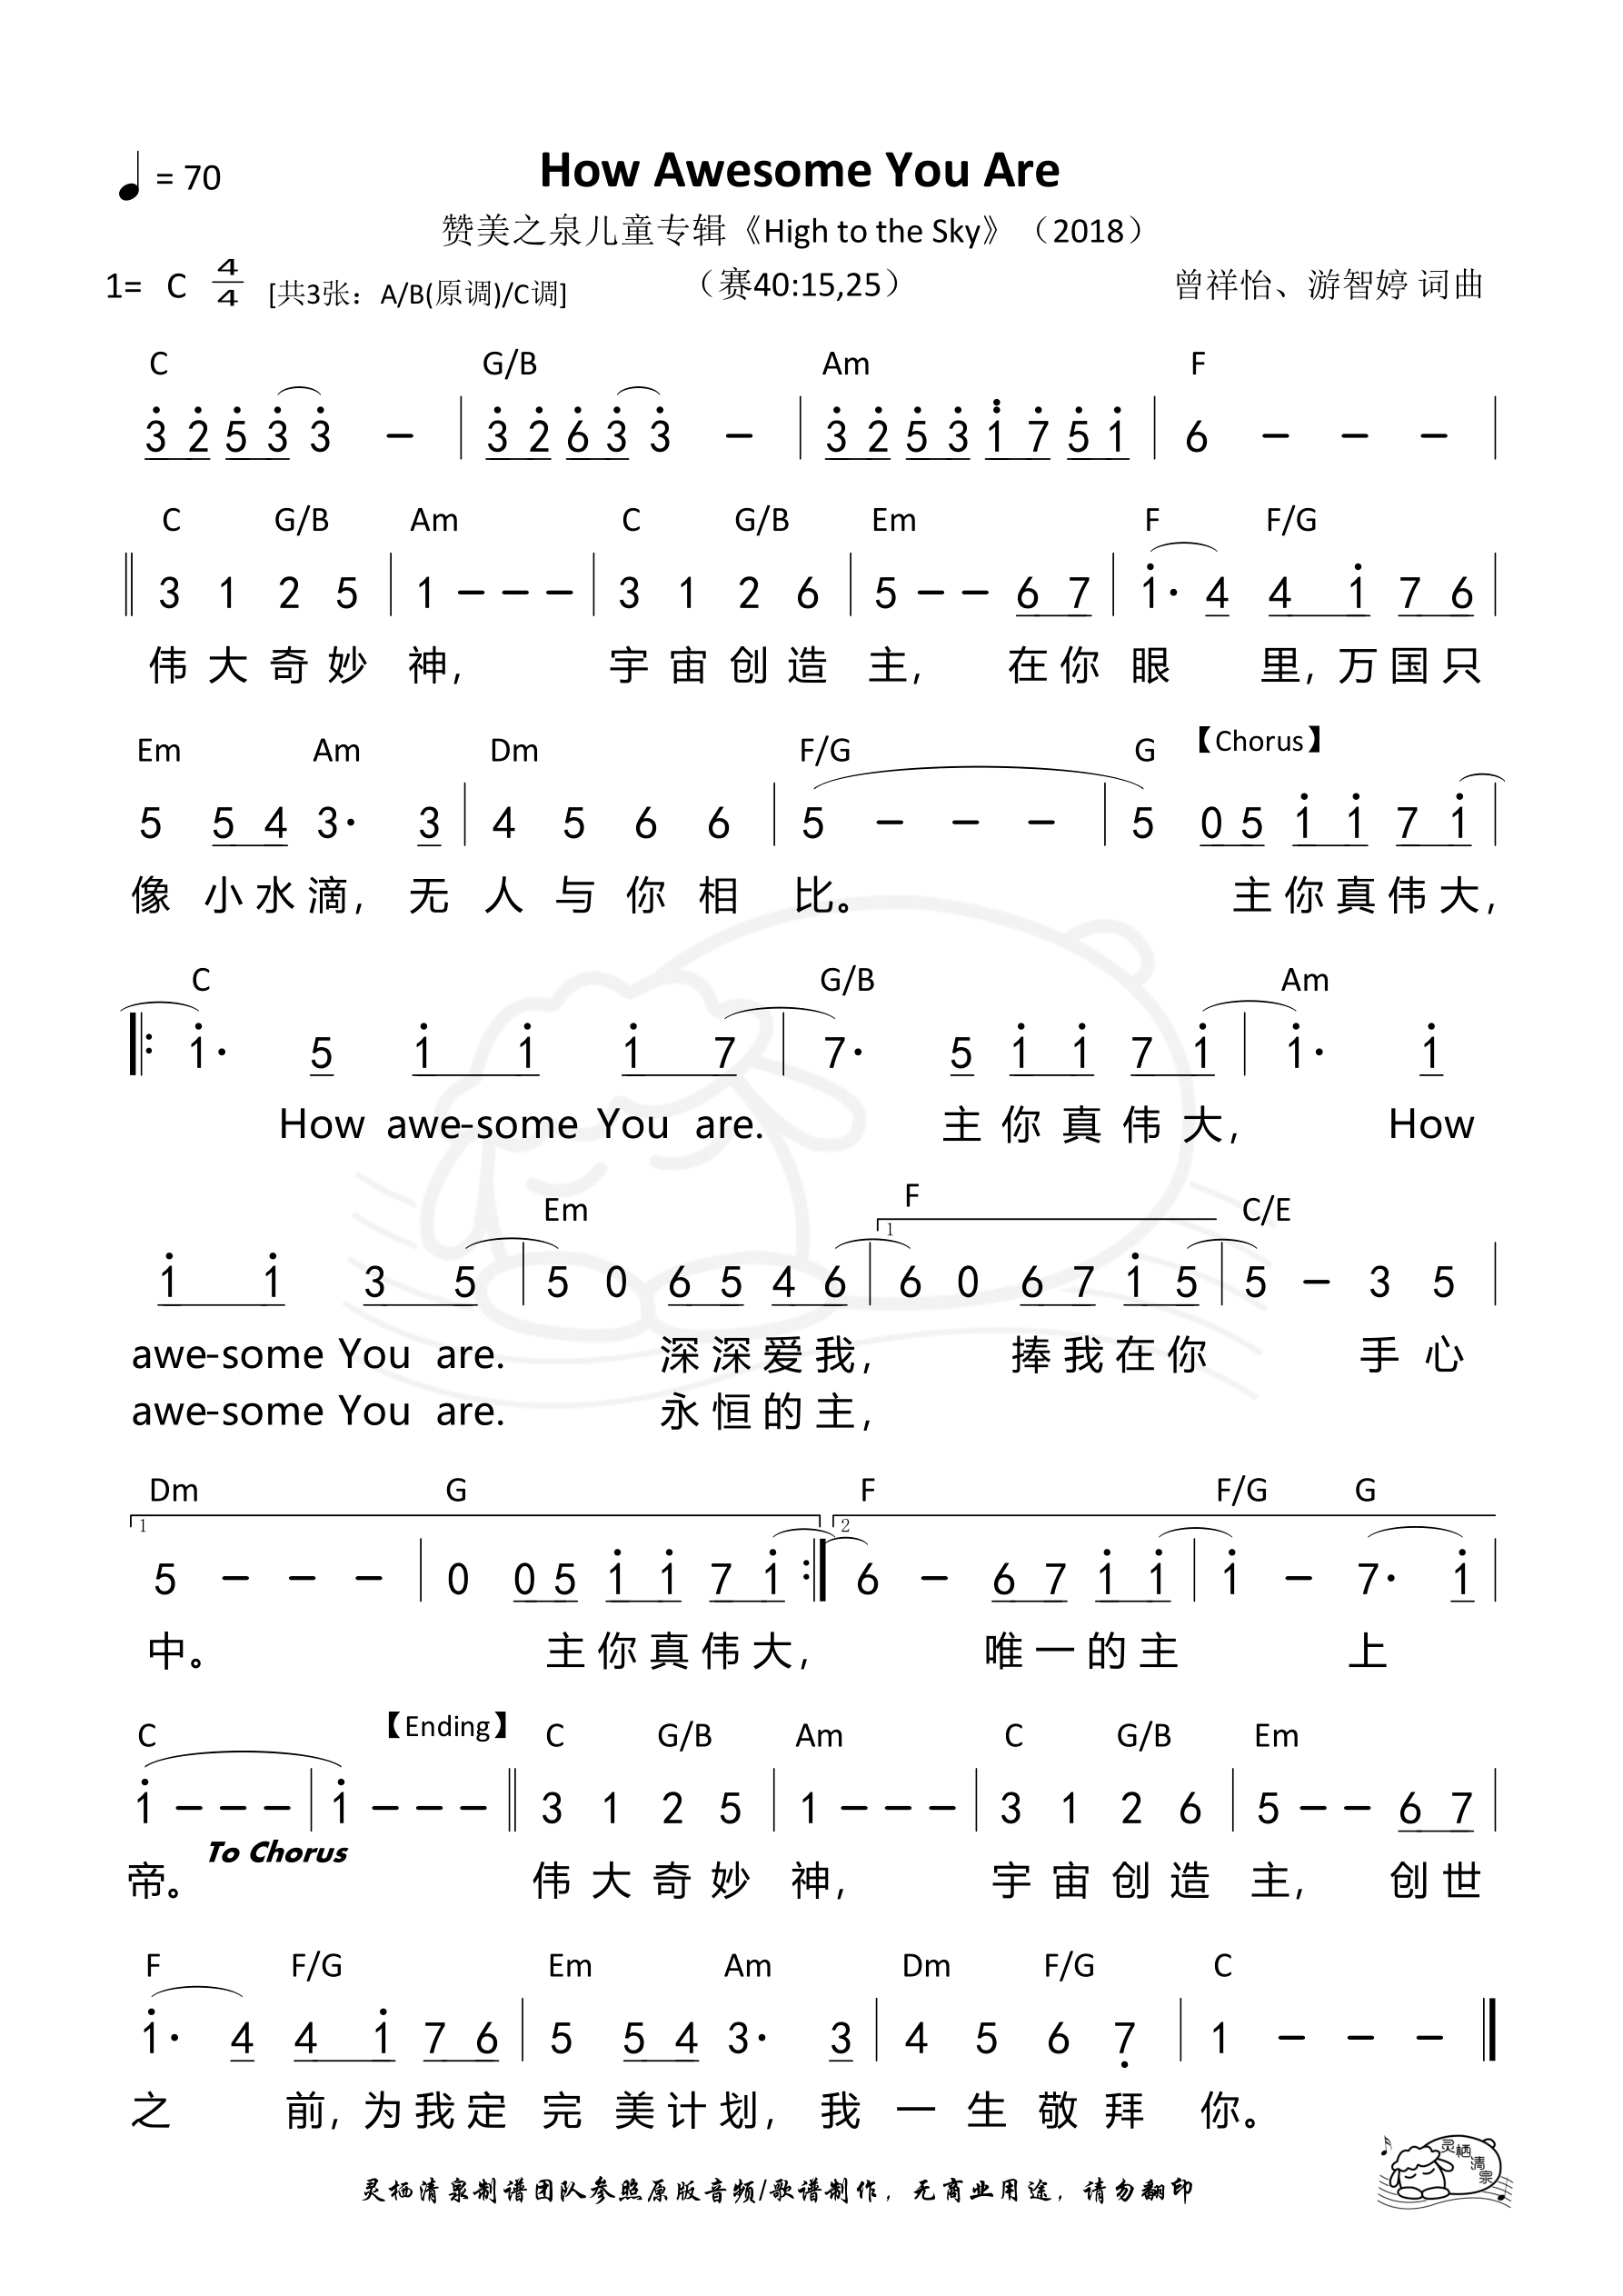 ♩ = 70
How Awesome You Are
赞美之泉儿童专辑《High to the Sky》（2018）
1= C 4/4 [共3张：A/B(原调)/C调]
（赛40:15,25）
曾祥怡、游智婷 词曲
C G/B Am F
3 2 5 3 3 – | 3 2 6 3 3 – | 3 2 5 3 1 7 5 1 | 6 – – – |
C G/B Am C G/B Em F F/G
‖ 3 1 2 5 | 1 – – – | 3 1 2 6 | 5 – – 6 7 | 1· 4 4 1 7 6 |
伟 大 奇 妙 神， 宇 宙 创 造 主， 在 你 眼 里，万 国 只
Em Am Dm F/G G 【Chorus】
5 5 4 3· 3 | 4 5 6 6 | 5 – – – | 5 0 5 1 1 7 1 |
像 小 水 滴， 无 人 与 你 相 比。 主 你 真 伟 大，
C G/B Am
‖: 1· 5 1 1 1 7 | 7· 5 1 1 7 1 | 1· 1
How awe-some You are. 主 你 真 伟 大， How
Em F C/E
1
1 1 3 5 | 5 0 6 5 4 6 | 6 0 6 7 1 5 | 5 – 3 5 |
awe-some You are. 深 深 爱 我， 捧 我 在 你 手 心
awe-some You are. 永 恒 的 主，
Dm G F F/G G
1 2
5 – – – | 0 0 5 1 1 7 1 :‖ 6 – 6 7 1 1 | 1 – 7· 1 |
中。 主 你 真 伟 大， 唯 一 的 主 上
C 【Ending】 C G/B Am C G/B Em
1 – – – | 1 – – – ‖ 3 1 2 5 | 1 – – – | 3 1 2 6 | 5 – – 6 7 |
To Chorus
帝。 伟 大 奇 妙 神， 宇 宙 创 造 主， 创 世
F F/G Em Am Dm F/G C
1· 4 4 1 7 6 | 5 5 4 3· 3 | 4 5 6 7 | 1 – – – ‖
之 前，为 我 定 完 美 计 划， 我 一 生 敬 拜 你。
灵栖清泉制谱团队参照原版音频/歌谱制作，无商业用途，请勿翻印
灵栖清泉